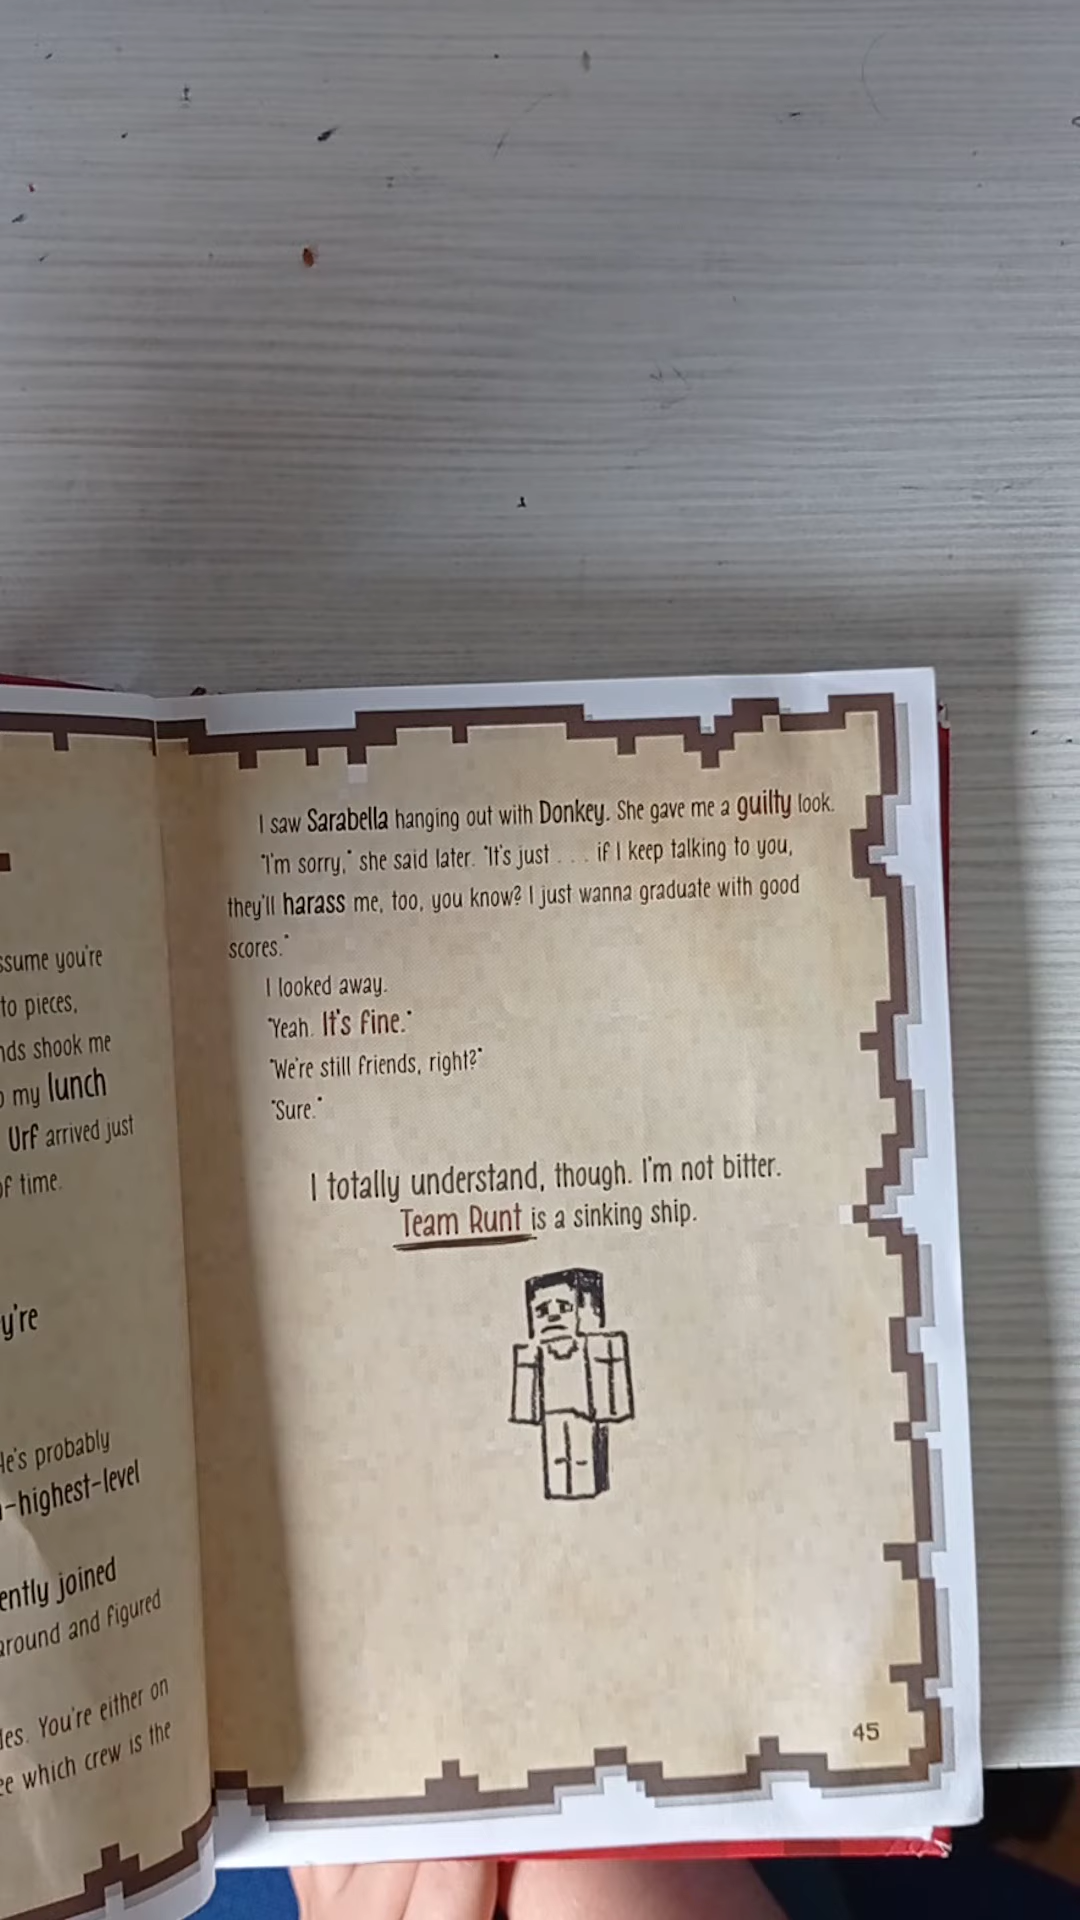 ssume you're
to pieces,
nds shook me
my lunch
Urf arrived just
of time.
y're
He's probably
-highest-level
ently joined
around and figured
les. You're either on
ee which crew is the
I saw Sarabella hanging out with Donkey. She gave me a guilty look.
"I'm sorry," she said later. "It's just . . . if I keep talking to you,
they'll harass me, too, you know? I just wanna graduate with good
scores."
I looked away.
"Yeah. It's fine."
"We're still friends, right?"
"Sure."
I totally understand, though. I'm not bitter.
Team Runt is a sinking ship.
45